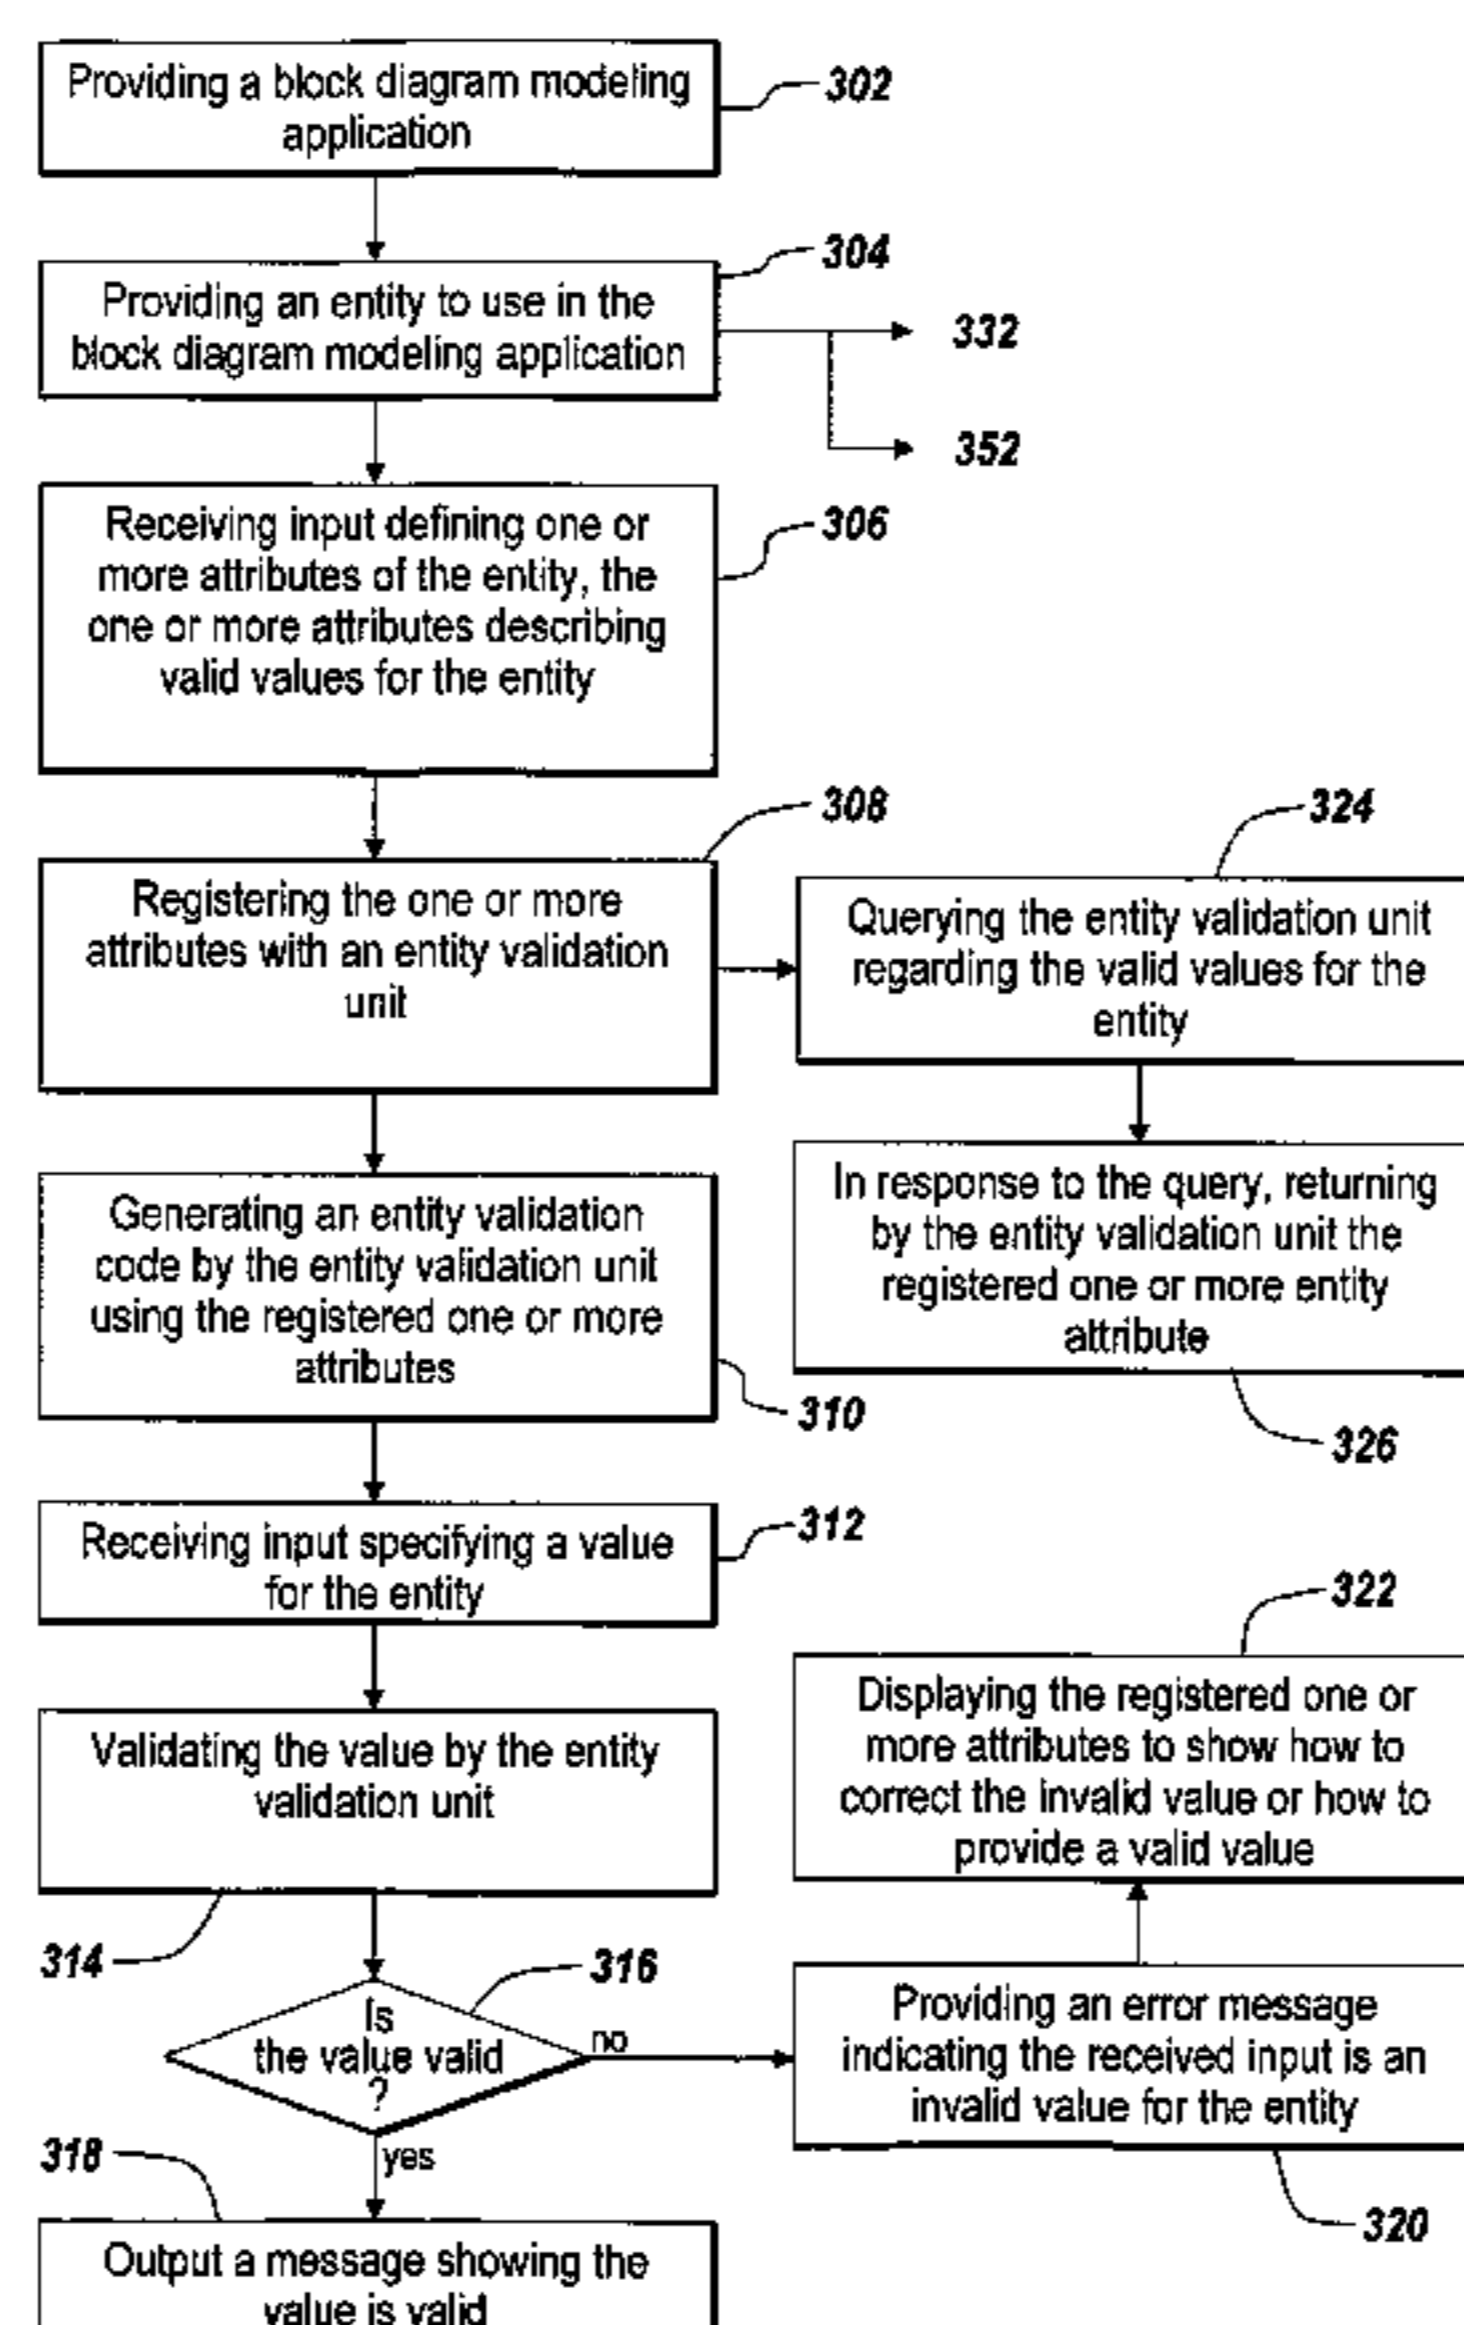 Providing a block diagram modeling
application
302
304
Providing an entity to use in the
block diagram modeling application
332
352
Receiving input defining one or
more attributes of the entity, the
one or more attributes describing
valid values for the entity
306
308
Registering the one or more
attributes with an entity validation
unit
324
Querying the entity validation unit
regarding the valid values for the
entity
Generating an entity validation
code by the entity validation unit
using the registered one or more
attributes
310
In response to the query, returning
by the entity validation unit the
registered one or more entity
attribute
326
Receiving input specifying a value
for the entity
312
322
Displaying the registered one or
more attributes to show how to
correct the invalid value or how to
provide a valid value
Validating the value by the entity
validation unit
314
316
Is
the value valid
?
no
yes
Providing an error message
indicating the received input is an
invalid value for the entity
320
318
Output a message showing the
value is valid